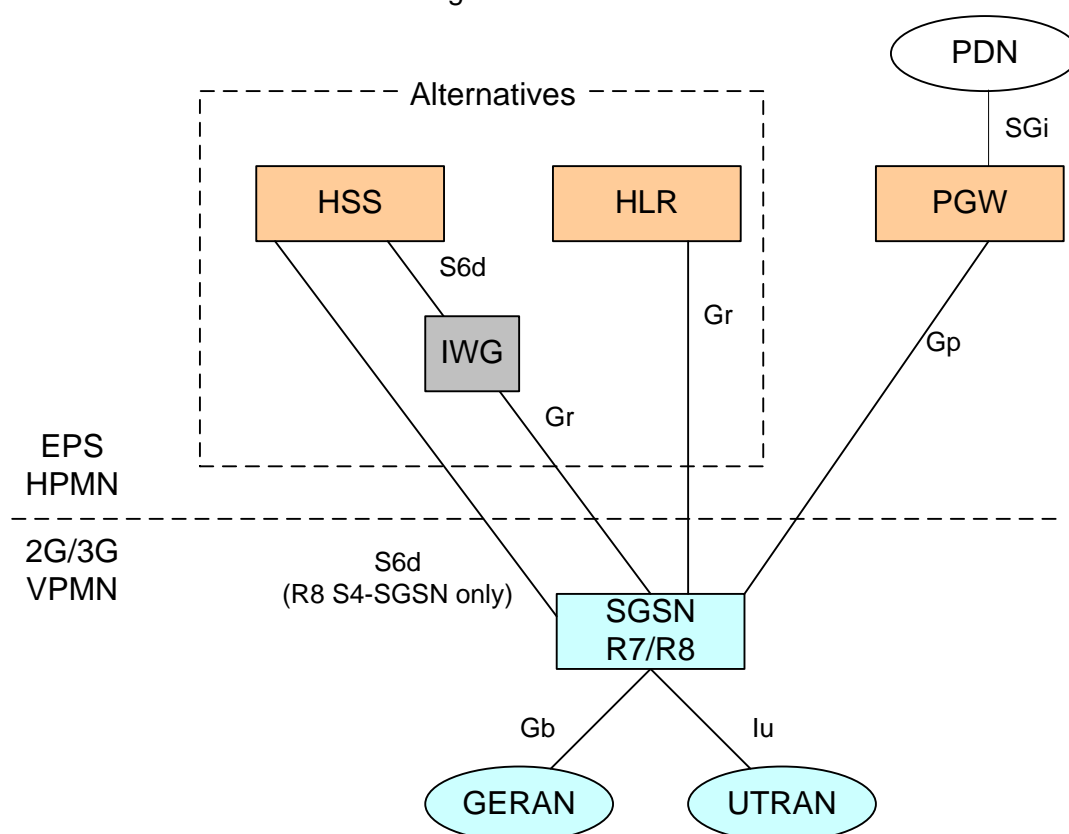 PDN
Alternatives
SGi
HSS
HLR
PGW
S6d
Gr
IWG
Gp
Gr
EPS
HPMN
2G/3G
VPMN
S6d
(R8 S4-SGSN only)
SGSN
R7/R8
Gb
Iu
GERAN
UTRAN